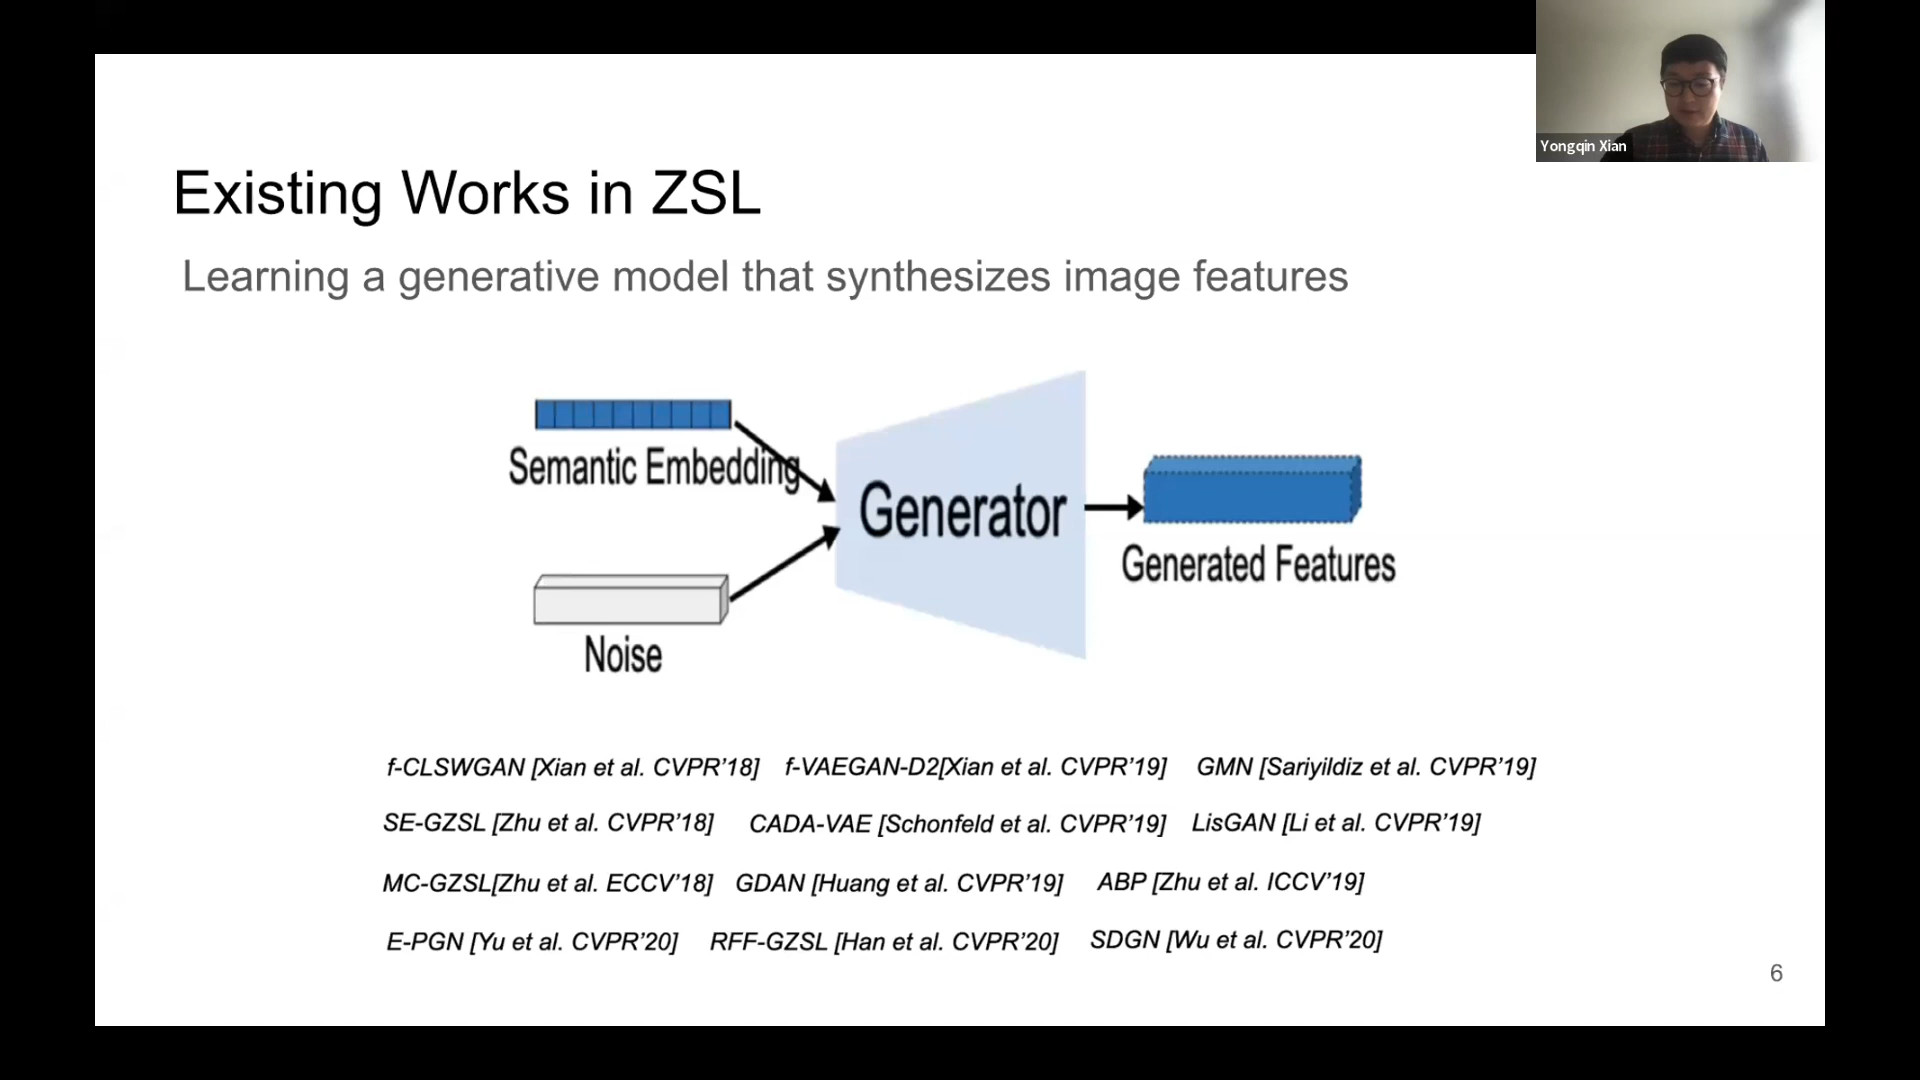 Yongqin Xian
Existing Works in ZSL
Learning a generative model that synthesizes image features
Semantic Embedding
Generator
Generated Features
Noise
f-CLSWGAN [Xian et al. CVPR’18] f-VAEGAN-D2[Xian et al. CVPR’19] GMN [Sariyildiz et al. CVPR’19]
SE-GZSL [Zhu et al. CVPR’18] CADA-VAE [Schonfeld et al. CVPR’19] LisGAN [Li et al. CVPR’19]
MC-GZSL[Zhu et al. ECCV’18] GDAN [Huang et al. CVPR’19] ABP [Zhu et al. ICCV’19]
E-PGN [Yu et al. CVPR’20] RFF-GZSL [Han et al. CVPR’20] SDGN [Wu et al. CVPR’20]
6